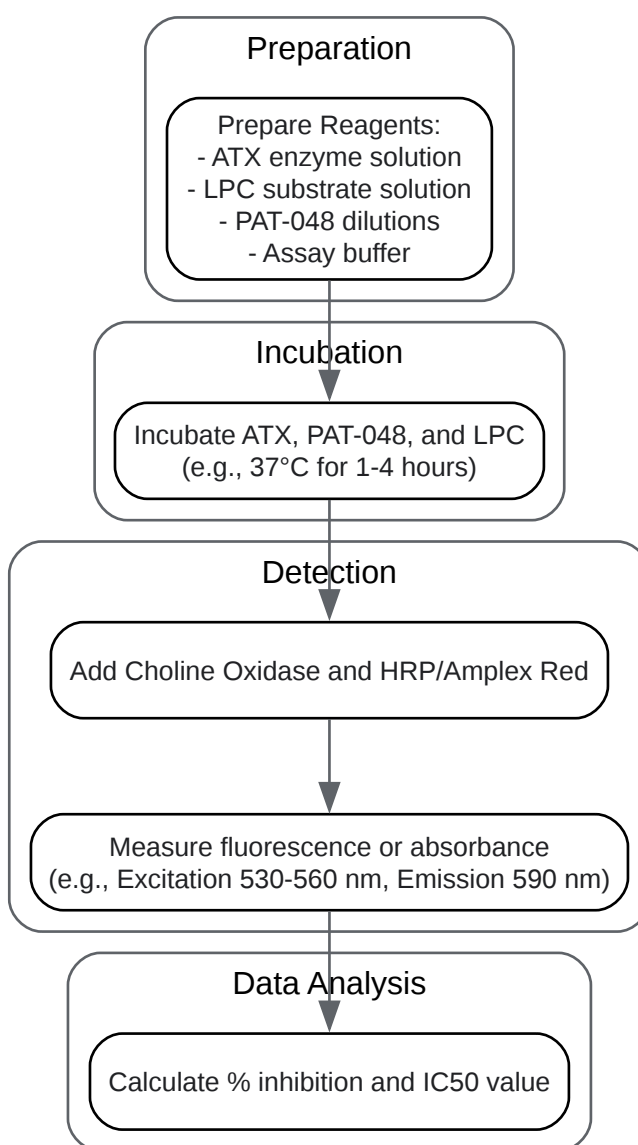 Preparation
Prepare Reagents:
- ATX enzyme solution
- LPC substrate solution
- PAT-048 dilutions
- Assay buffer
Incubation
Incubate ATX, PAT-048, and LPC
(e.g., 37°C for 1-4 hours)
Detection
Add Choline Oxidase and HRP/Amplex Red
Measure fluorescence or absorbance
(e.g., Excitation 530-560 nm, Emission 590 nm)
Data Analysis
Calculate % inhibition and IC50 value